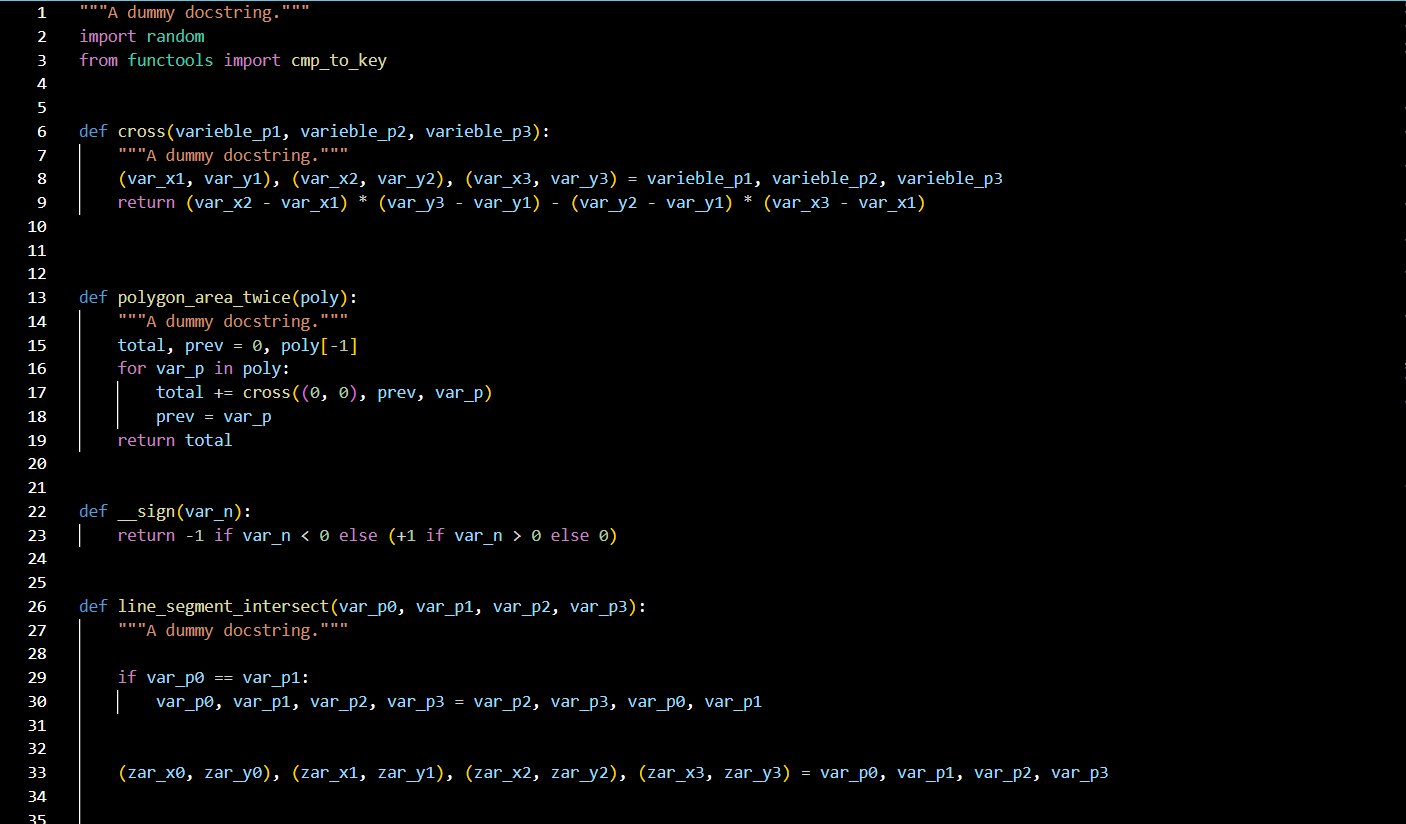 1 """A dummy docstring."""
2 import random
3 from functools import cmp_to_key
4
5
6 def cross(varieble_p1, varieble_p2, varieble_p3):
7     """A dummy docstring."""
8     (var_x1, var_y1), (var_x2, var_y2), (var_x3, var_y3) = varieble_p1, varieble_p2, varieble_p3
9     return (var_x2 - var_x1) * (var_y3 - var_y1) - (var_y2 - var_y1) * (var_x3 - var_x1)
10
11
12
13 def polygon_area_twice(poly):
14     """A dummy docstring."""
15     total, prev = 0, poly[-1]
16     for var_p in poly:
17         total += cross((0, 0), prev, var_p)
18         prev = var_p
19     return total
20
21
22 def __sign(var_n):
23     return -1 if var_n < 0 else (+1 if var_n > 0 else 0)
24
25
26 def line_segment_intersect(var_p0, var_p1, var_p2, var_p3):
27     """A dummy docstring."""
28
29     if var_p0 == var_p1:
30         var_p0, var_p1, var_p2, var_p3 = var_p2, var_p3, var_p0, var_p1
31
32
33     (zar_x0, zar_y0), (zar_x1, zar_y1), (zar_x2, zar_y2), (zar_x3, zar_y3) = var_p0, var_p1, var_p2, var_p3
34
35